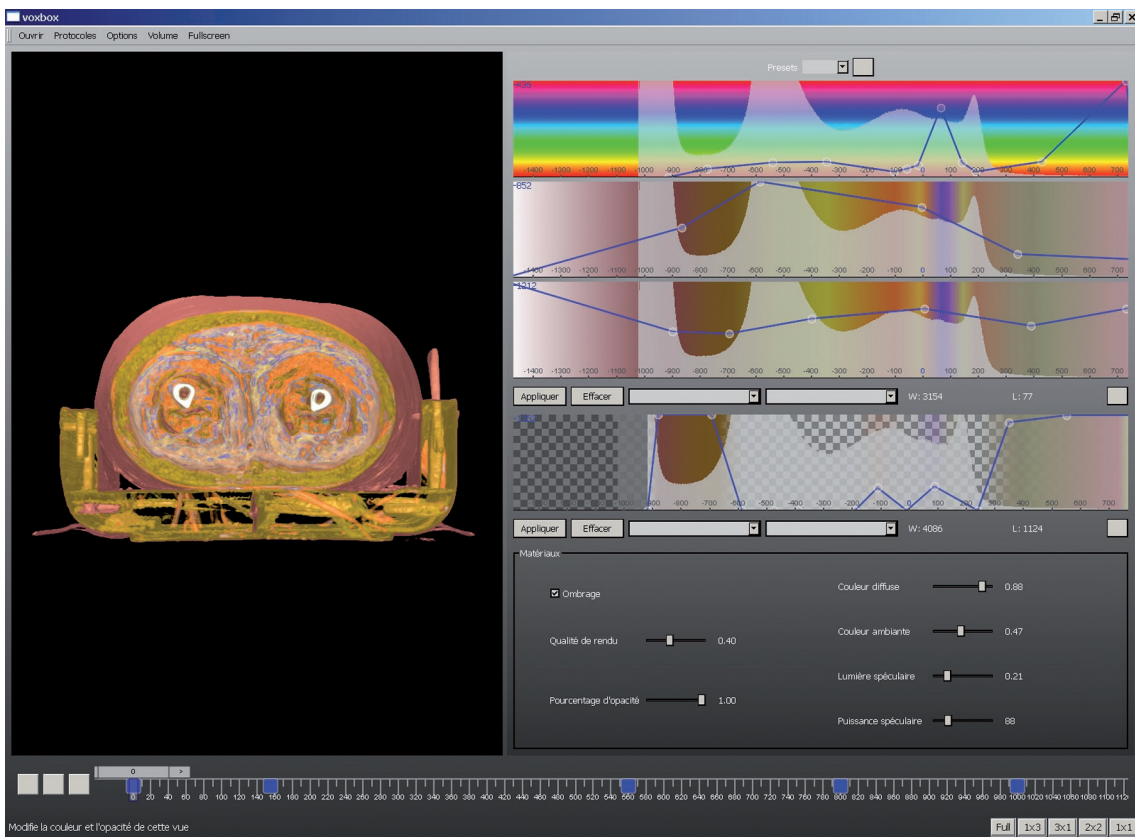 voxbox
Ouvrir Protocoles Options Volume Fullscreen
Presets
-1400 -1300 -1200 -1100 -1000 -900 -800 -700 -600 -500 -400 -300 -200 -100 0 100 200 300 400 500 600 700
-852
-1400 -1300 -1200 -1100 -1000 -900 -800 -700 -600 -500 -400 -300 -200 -100 0 100 200 300 400 500 600 700
-1212
-1400 -1300 -1200 -1100 -1000 -900 -800 -700 -600 -500 -400 -300 -200 -100 0 100 200 300 400 500 600 700
Appliquer Effacer W: 3154 L: 77
-900 -800 -700 -600 -500 -400 -300 -200 -100 0 100 200 300 400 500 600 700
Appliquer Effacer W: 4086 L: 1124
Matériaux
Ombrage
Couleur diffuse 0.88
Qualité de rendu 0.40
Couleur ambiante 0.47
Lumière spéculaire 0.21
Pourcentage d'opacité 1.00
Puissance spéculaire 88
0 >
0 20 40 60 80 100 120 140 160 180 200 220 240 260 280 300 320 340 360 380 400 420 440 460 480 500 520 540 560 580 600 620 640 660 680 700 720 740 760 780 800 820 840 860 880 900 920 940 960 980 1000 1020 1040 1060 1080 1100
Modifie la couleur et l'opacité de cette vue
Full 1x3 3x1 2x2 1x1